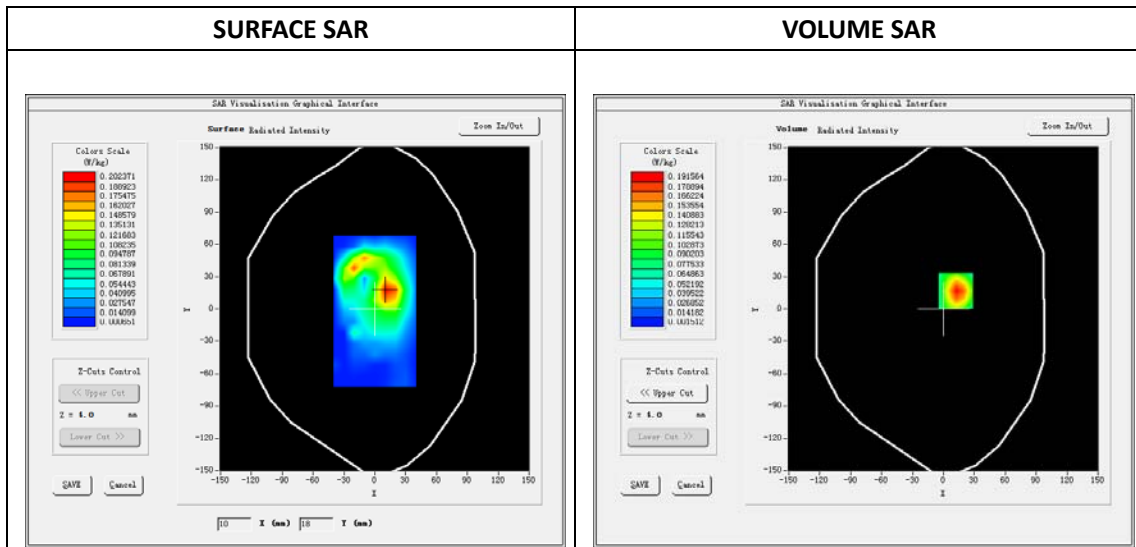 SURFACE SAR
VOLUME SAR
SAR Visualisation Graphical Interface
Surface Radiated Intensity
Zoom In/Out
Colors Scale
(W/kg)
0.202371
0.188923
0.175475
0.162027
0.148579
0.135131
0.121683
0.108235
0.094787
0.081339
0.067891
0.054443
0.040995
0.027547
0.014099
0.000651
150
120
90
60
30
0
-30
-60
-90
-120
-150
Y
-150 -120 -90 -60 -30 0 30 60 90 120 150
X
Z-Cuts Control
<< Upper Cut
Z = 4.0 mm
Lower Cut >>
SAVE
Cancel
10 X (mm) 18 Y (mm)
SAR Visualisation Graphical Interface
Volume Radiated Intensity
Zoom In/Out
Colors Scale
(W/kg)
0.191564
0.178894
0.166224
0.153554
0.140883
0.128213
0.115543
0.102873
0.090203
0.077533
0.064863
0.052192
0.039522
0.026852
0.014182
0.001512
150
120
90
60
30
0
-30
-60
-90
-120
-150
Y
-150 -120 -90 -60 -30 0 30 60 90 120 150
X
Z-Cuts Control
<< Upper Cut
Z = 4.0 mm
Lower Cut >>
SAVE
Cancel